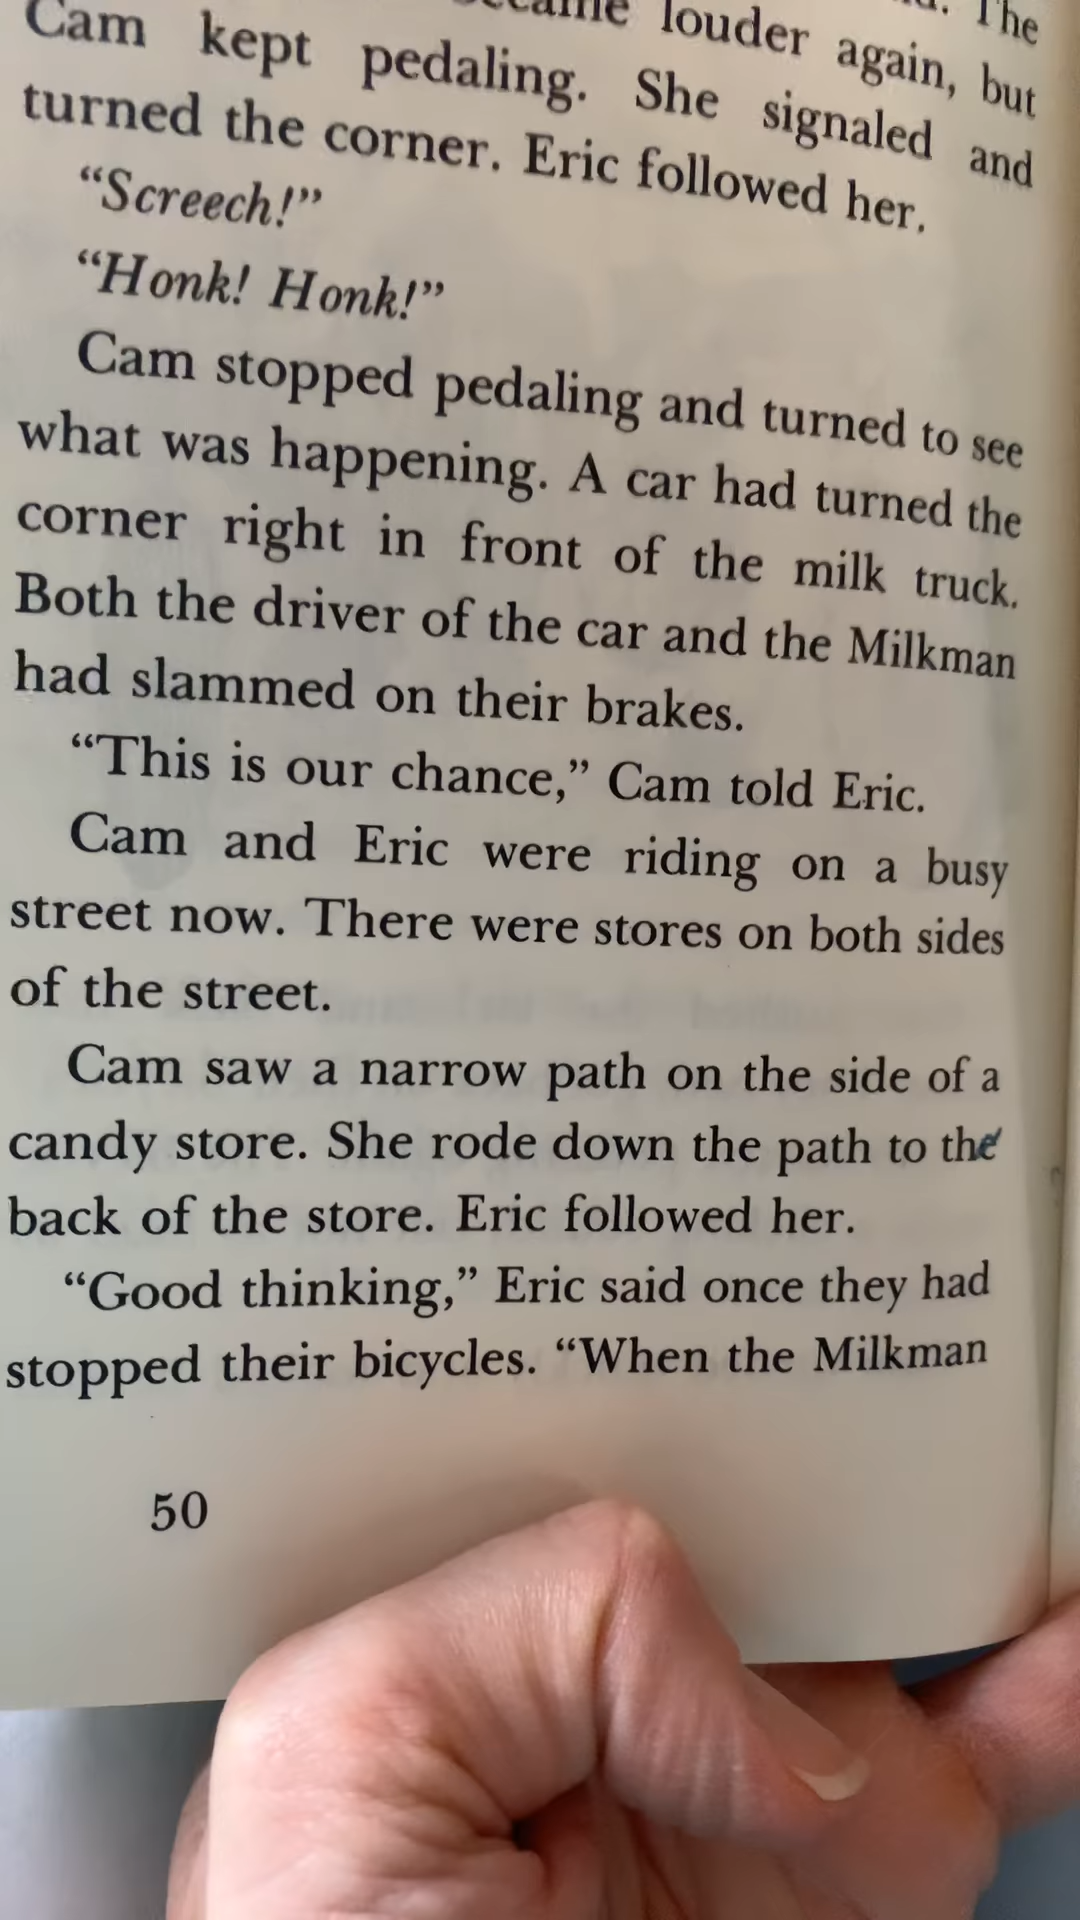 The
louder again, but
Cam kept pedaling. She signaled and
turned the corner. Eric followed her.
“Screech!”
“Honk! Honk!”
Cam stopped pedaling and turned to see
what was happening. A car had turned the
corner right in front of the milk truck.
Both the driver of the car and the Milkman
had slammed on their brakes.
“This is our chance,” Cam told Eric.
Cam and Eric were riding on a busy
street now. There were stores on both sides
of the street.
Cam saw a narrow path on the side of a
candy store. She rode down the path to the
back of the store. Eric followed her.
“Good thinking,” Eric said once they had
stopped their bicycles. “When the Milkman
50